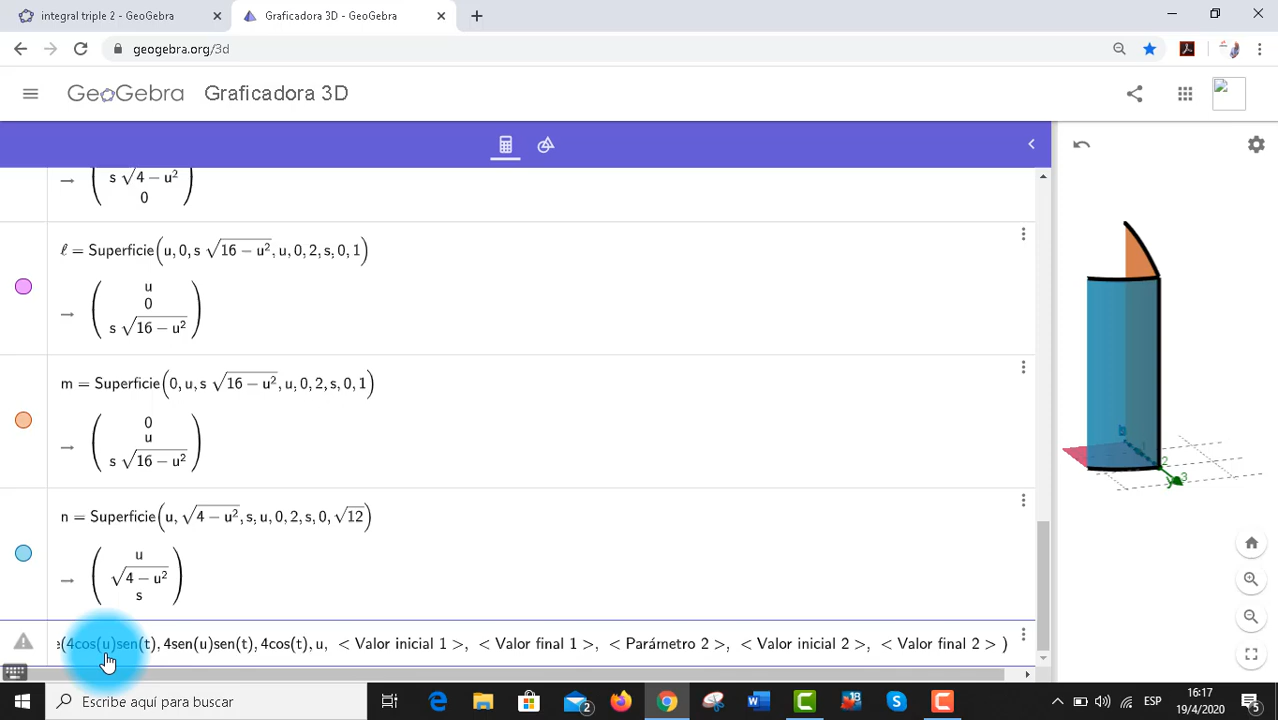 integral triple 2 - GeoGebra
Graficadora 3D - GeoGebra
geogebra.org/3d
GeoGebra Graficadora 3D
→ ( s √4 − u²
0 )
ℓ = Superficie(u, 0, s √16 − u², u, 0, 2, s, 0, 1)
→ ( u
0
s √16 − u² )
m = Superficie(0, u, s √16 − u², u, 0, 2, s, 0, 1)
→ ( 0
u
s √16 − u² )
n = Superficie(u, √4 − u², s, u, 0, 2, s, 0, √12)
→ ( u
√4 − u²
s )
e(4cos(u)sen(t), 4sen(u)sen(t), 4cos(t), u, < Valor inicial 1 >, < Valor final 1 >, < Parámetro 2 >, < Valor inicial 2 >, < Valor final 2 > )
2
3
Escribe aquí para buscar
2
ESP
16:17
19/4/2020
5